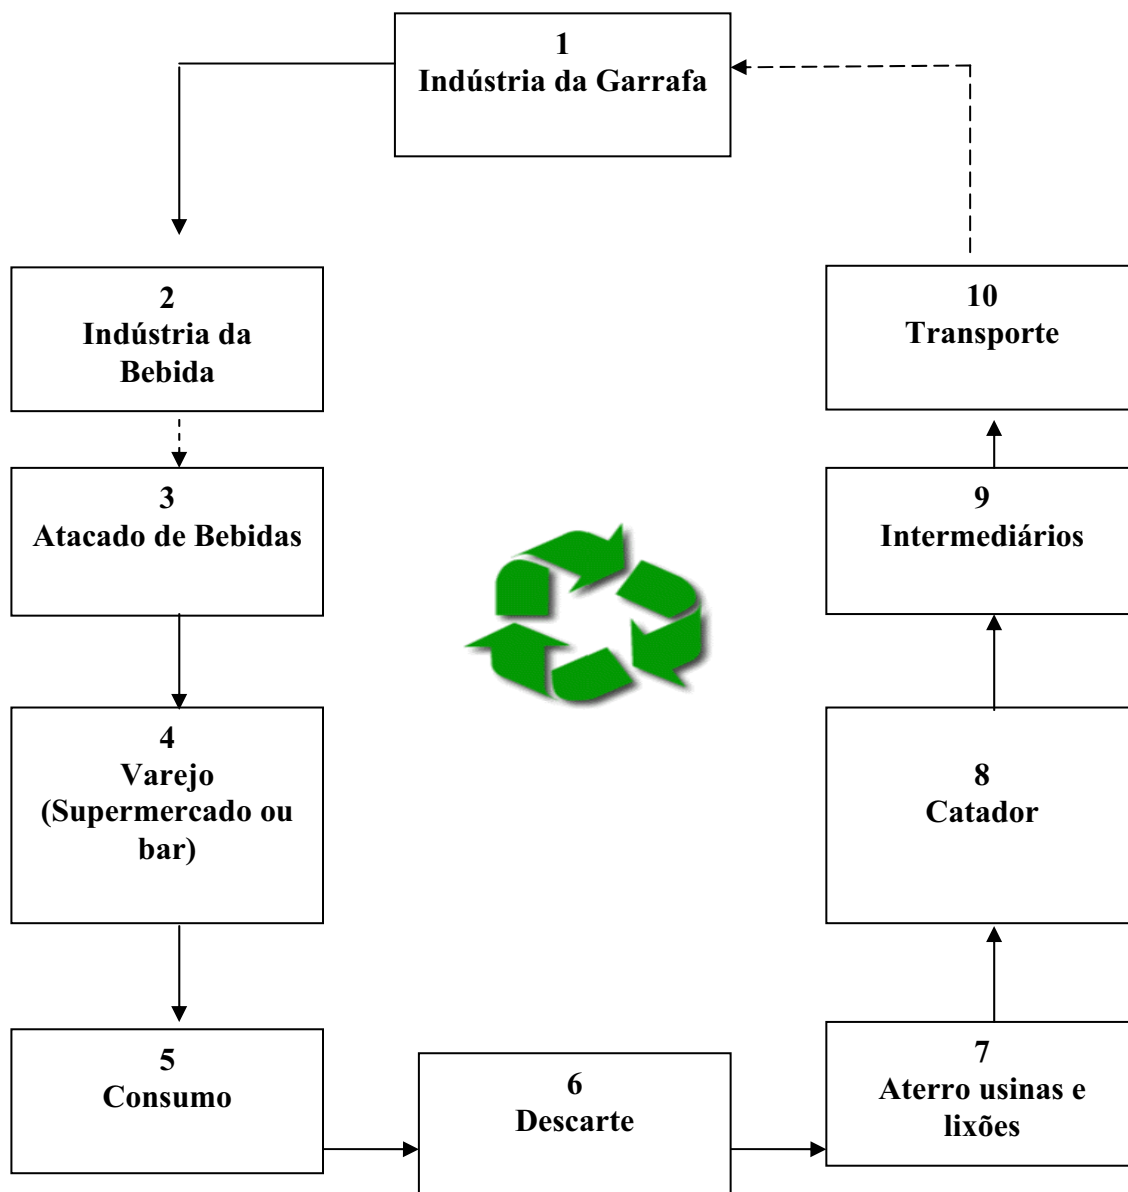 1
Indústria da Garrafa
2
Indústria da
Bebida
3
Atacado de Bebidas
4
Varejo
(Supermercado ou
bar)
5
Consumo
6
Descarte
7
Aterro usinas e
lixões
8
Catador
9
Intermediários
10
Transporte